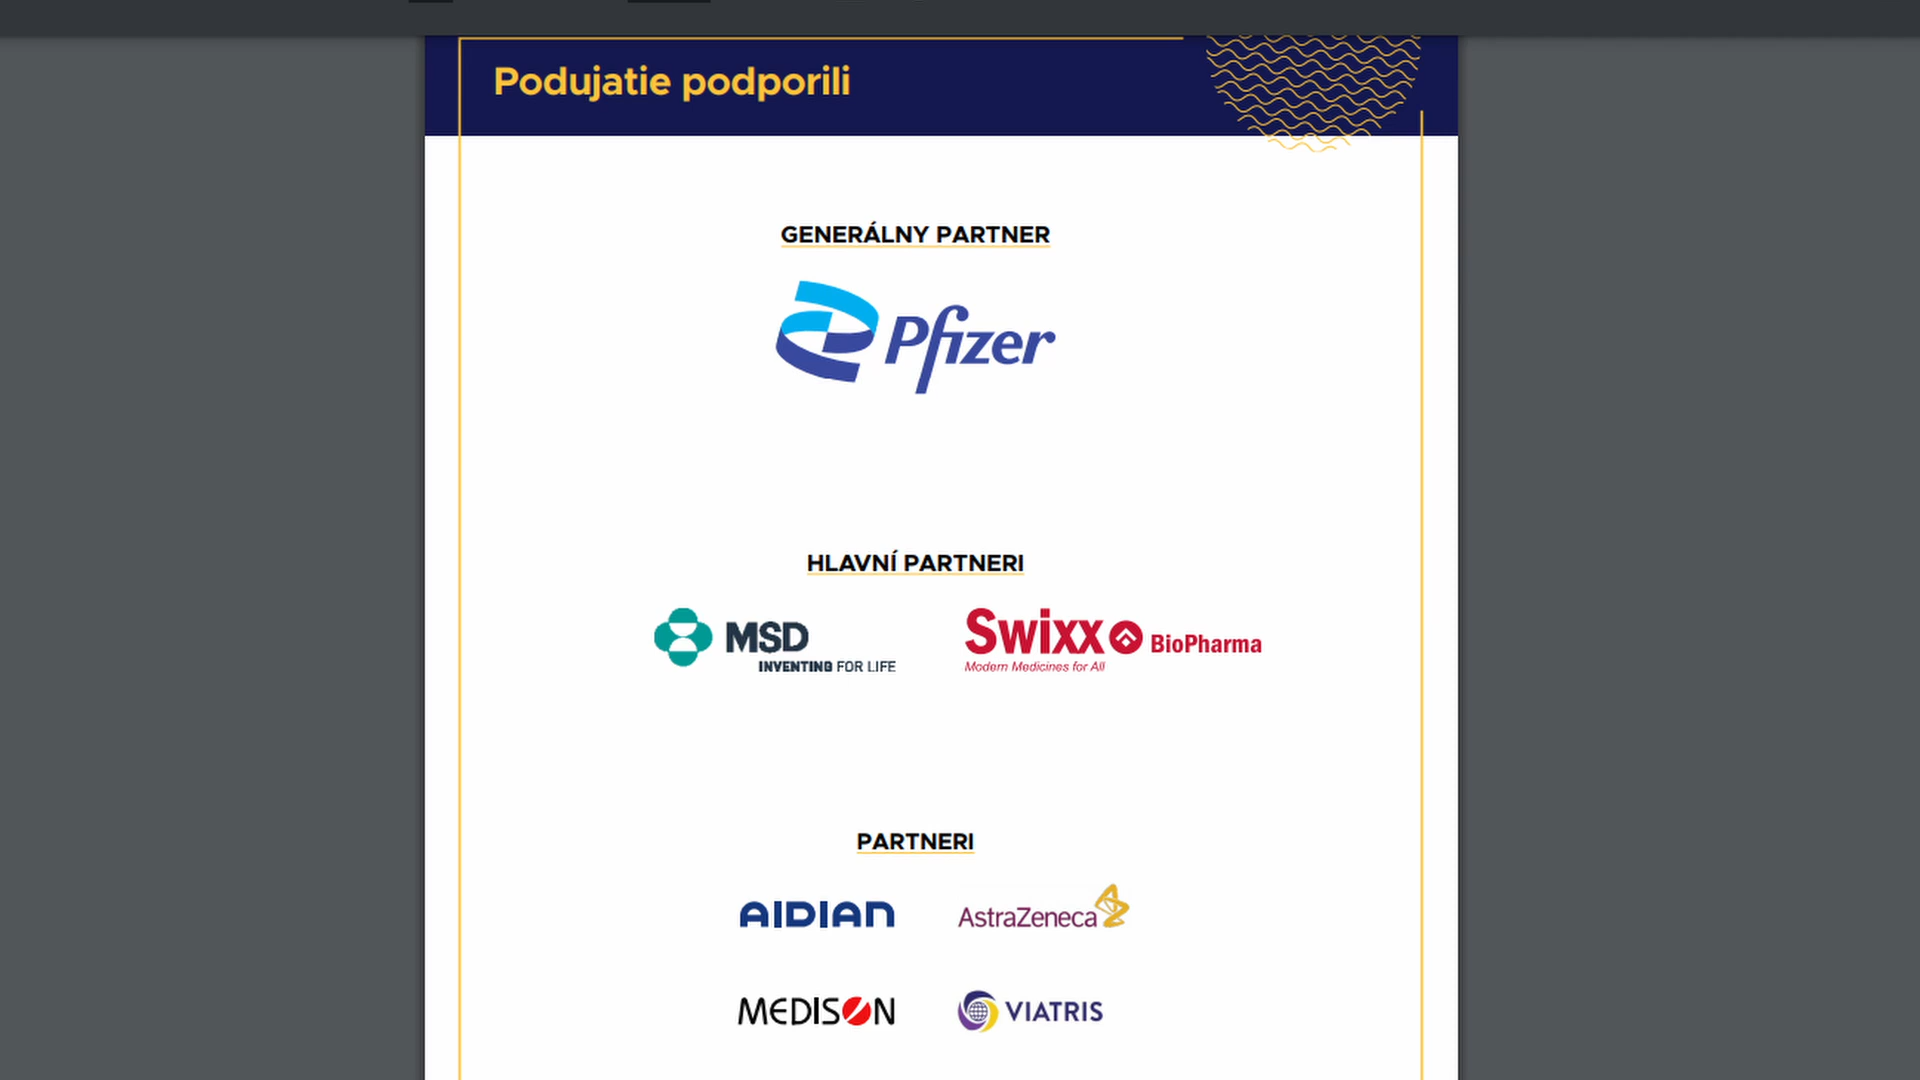 Podujatie podporili
GENERÁLNY PARTNER
Pfizer
HLAVNÍ PARTNERI
MSD
INVENTING FOR LIFE
Swixx BioPharma
Modern Medicines for All
PARTNERI
AIDIAN
AstraZeneca
MEDISON
VIATRIS